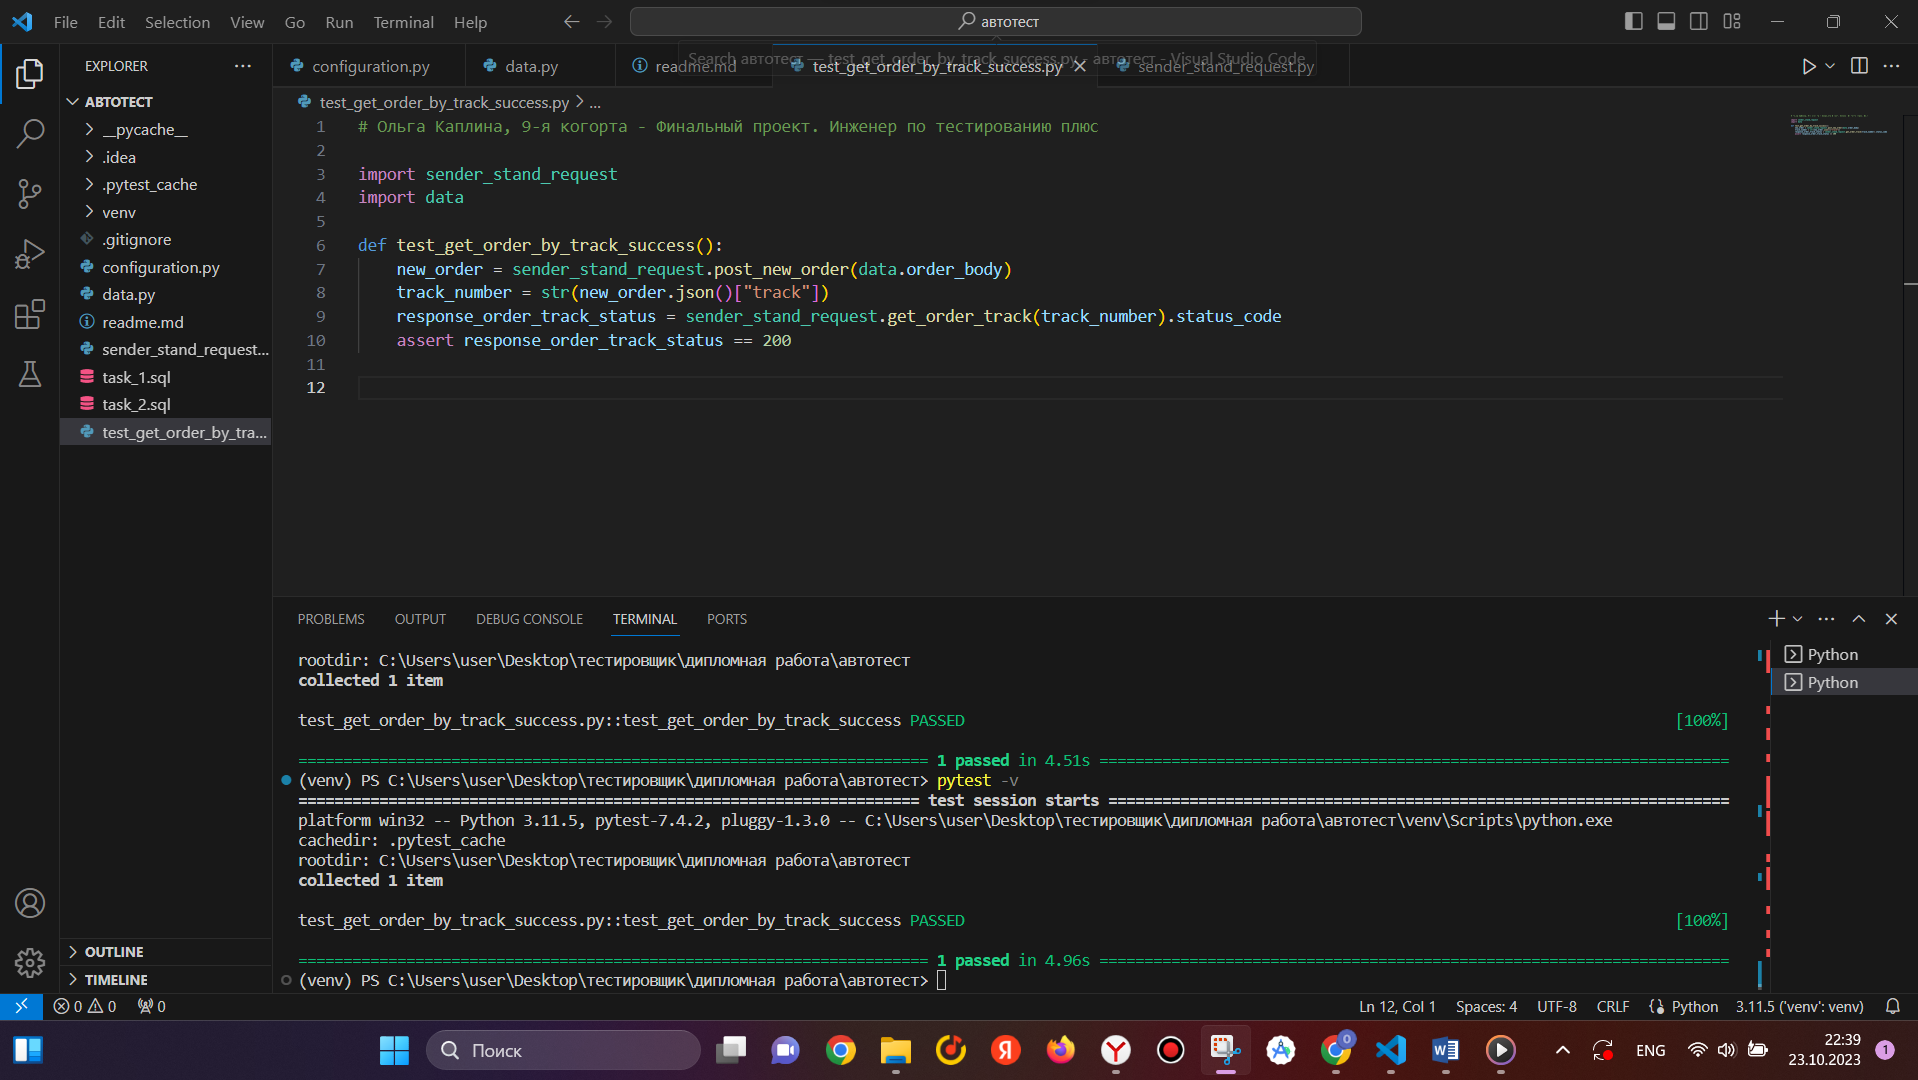 File Edit Selection View Go Run Terminal Help
автотест
EXPLORER
configuration.py
data.py
readme.md
test_get_order_by_track_success.py
sender_stand_request.py
Search автотест — test_get_order_by_track_success.py - автотест - Visual Studio Code
АВТОТЕСТ
__pycache__
.idea
.pytest_cache
venv
.gitignore
configuration.py
data.py
readme.md
sender_stand_request...
task_1.sql
task_2.sql
test_get_order_by_tra...
OUTLINE
TIMELINE
test_get_order_by_track_success.py > ...
1 # Ольга Каплина, 9-я когорта - Финальный проект. Инженер по тестированию плюс
2
3 import sender_stand_request
4 import data
5
6 def test_get_order_by_track_success():
7     new_order = sender_stand_request.post_new_order(data.order_body)
8     track_number = str(new_order.json()["track"])
9     response_order_track_status = sender_stand_request.get_order_track(track_number).status_code
10     assert response_order_track_status == 200
11
12
PROBLEMS OUTPUT DEBUG CONSOLE TERMINAL PORTS
Python
Python
rootdir: C:\Users\user\Desktop\тестировщик\дипломная работа\автотест
collected 1 item
test_get_order_by_track_success.py::test_get_order_by_track_success PASSED [100%]
1 passed in 4.51s
(venv) PS C:\Users\user\Desktop\тестировщик\дипломная работа\автотест> pytest -v
test session starts
platform win32 -- Python 3.11.5, pytest-7.4.2, pluggy-1.3.0 -- C:\Users\user\Desktop\тестировщик\дипломная работа\автотест\venv\Scripts\python.exe
cachedir: .pytest_cache
rootdir: C:\Users\user\Desktop\тестировщик\дипломная работа\автотест
collected 1 item
test_get_order_by_track_success.py::test_get_order_by_track_success PASSED [100%]
1 passed in 4.96s
(venv) PS C:\Users\user\Desktop\тестировщик\дипломная работа\автотест>
0 0 0
Ln 12, Col 1 Spaces: 4 UTF-8 CRLF Python 3.11.5 ('venv': venv)
Поиск
Я
0
ENG
22:39
23.10.2023
1